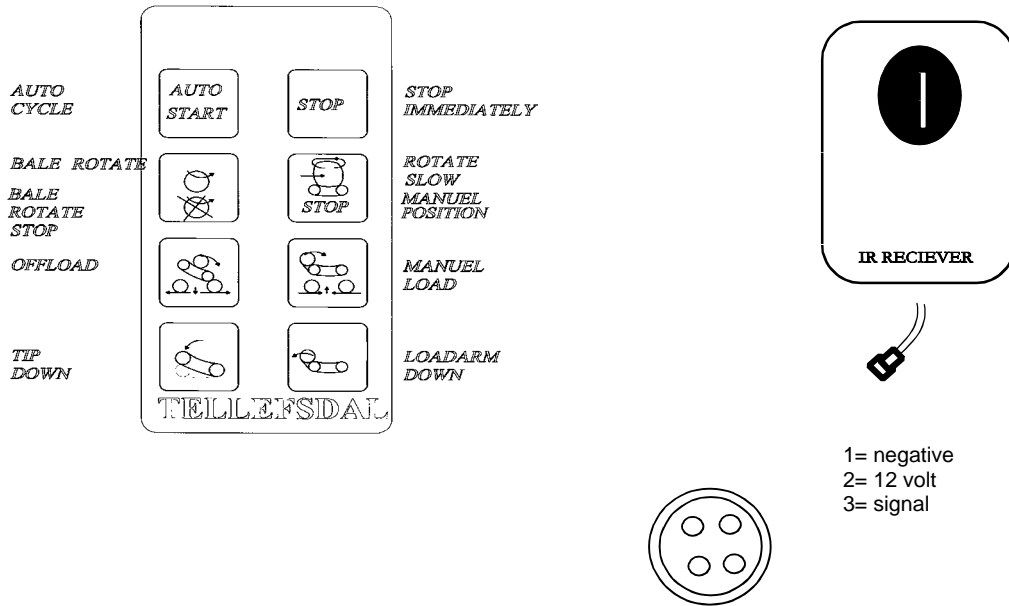 AUTO
CYCLE
AUTO
START
STOP
STOP
IMMEDIATELY
BALE ROTATE
BALE
ROTATE
STOP
STOP
ROTATE
SLOW
MANUEL
POSITION
OFFLOAD
MANUEL
LOAD
TIP
DOWN
LOADARM
DOWN
TELLEFSDAL
IR RECIEVER
1= negative
2= 12 volt
3= signal